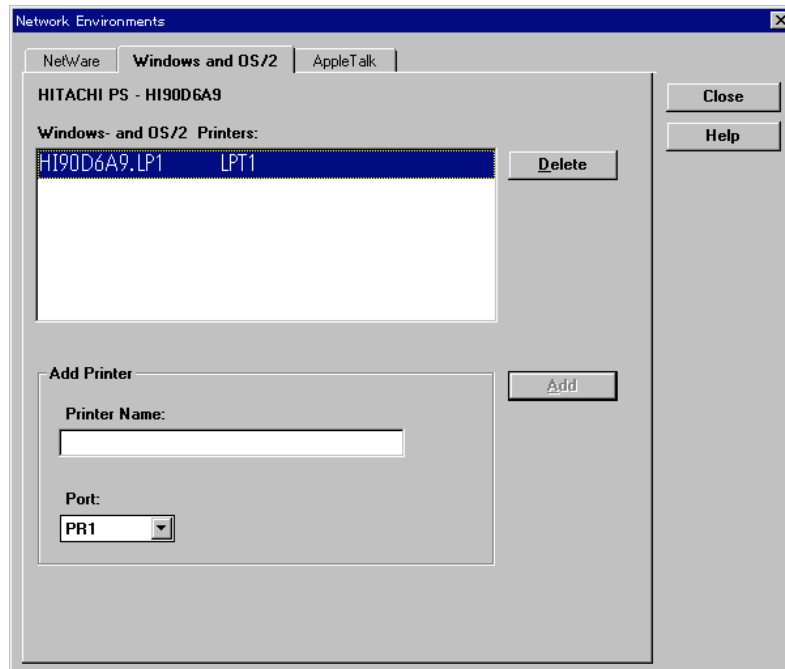 Network Environments
NetWare Windows and OS/2 AppleTalk
HITACHI PS - HI90D6A9
Close
Windows- and OS/2 Printers:
Help
HI90D6A9.LP1 LPT1
Delete
Add Printer
Add
Printer Name:
Port:
PR1